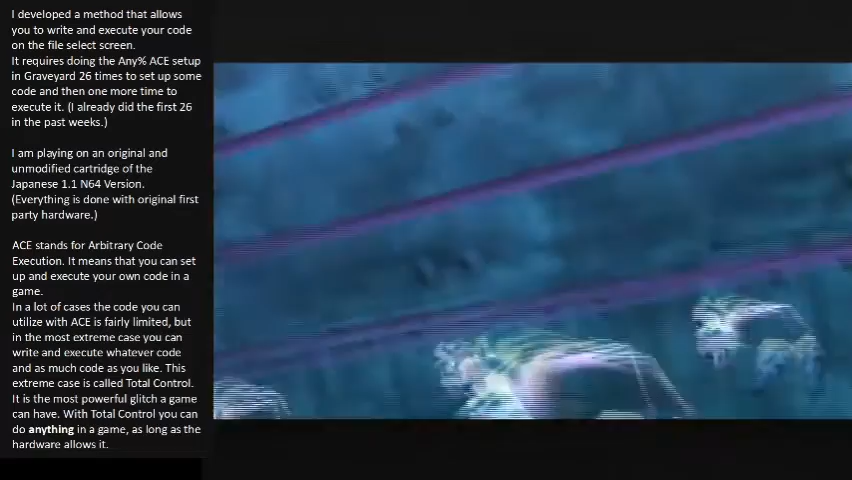 I developed a method that allows
you to write and execute your code
on the file select screen.
It requires doing the Any% ACE setup
in Graveyard 26 times to set up some
code and then one more time to
execute it. (I already did the first 26
in the past weeks.)
I am playing on an original and
unmodified cartridge of the
Japanese 1.1 N64 Version.
(Everything is done with original first
party hardware.)
ACE stands for Arbitrary Code
Execution. It means that you can set
up and execute your own code in a
game.
In a lot of cases the code you can
utilize with ACE is fairly limited, but
in the most extreme case you can
write and execute whatever code
and as much code as you like. This
extreme case is called Total Control.
It is the most powerful glitch a game
can have. With Total Control you can
do anything in a game, as long as the
hardware allows it.